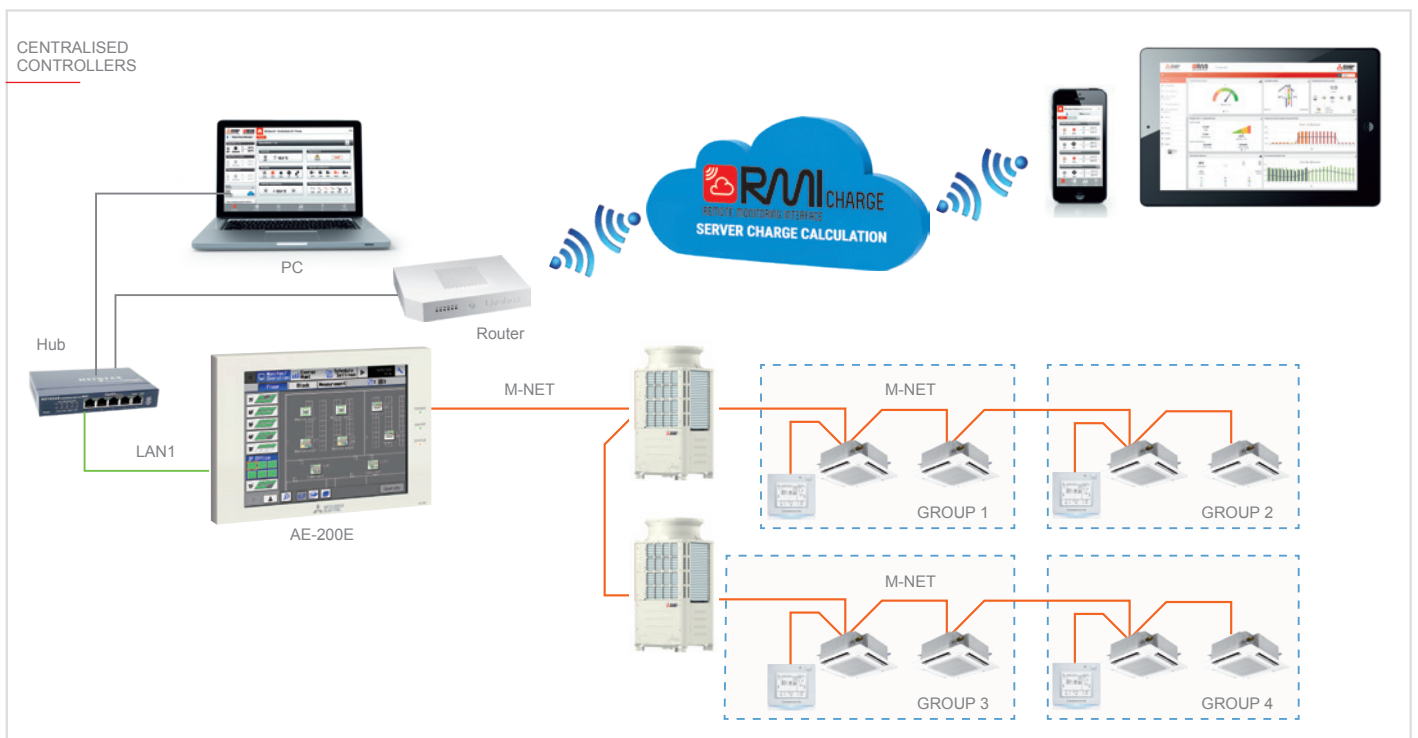 CENTRALISED
CONTROLLERS
RMI CHARGE
REMOTE MONITORING INTERFACE
SERVER CHARGE CALCULATION
PC
Router
Hub
M-NET
M-NET
LAN1
GROUP 1
GROUP 2
AE-200E
M-NET
GROUP 3
GROUP 4